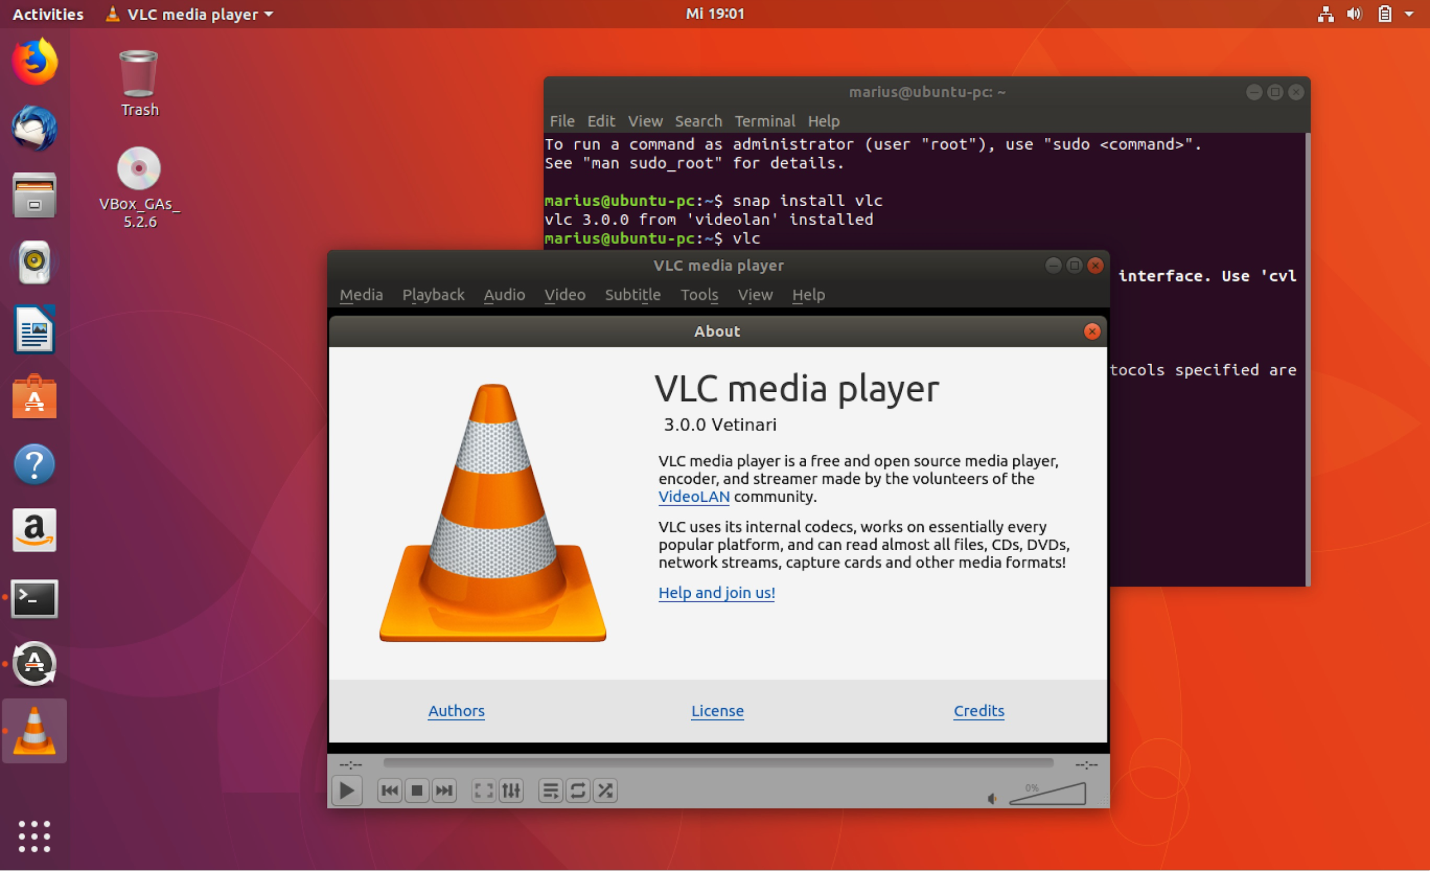 Activities
VLC media player
Mi 19:01
Trash
VBox_GAs_
5.2.6
marius@ubuntu-pc: ~
File Edit View Search Terminal Help
To run a command as administrator (user "root"), use "sudo <command>".
See "man sudo_root" for details.
marius@ubuntu-pc:~$ snap install vlc
vlc 3.0.0 from 'videolan' installed
marius@ubuntu-pc:~$ vlc
interface. Use 'cvl
tocols specified are
VLC media player
Media Playback Audio Video Subtitle Tools View Help
About
VLC media player
3.0.0 Vetinari
VLC media player is a free and open source media player,
encoder, and streamer made by the volunteers of the
VideoLAN community.
VLC uses its internal codecs, works on essentially every
popular platform, and can read almost all files, CDs, DVDs,
network streams, capture cards and other media formats!
Help and join us!
Authors License Credits
--:-- --:--
0%